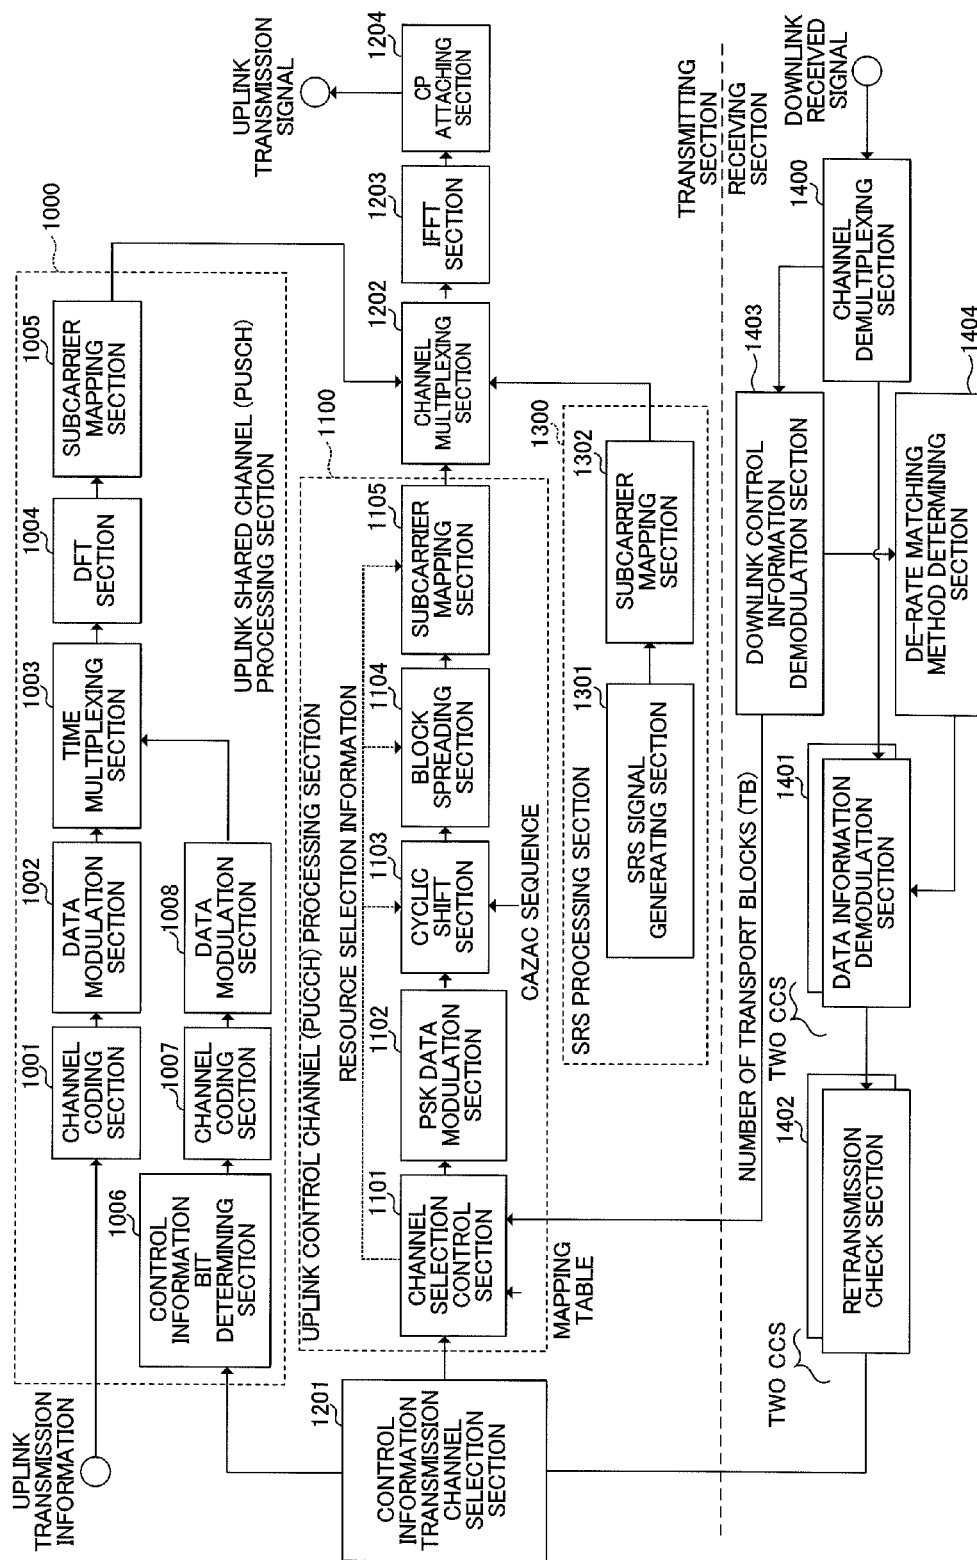 UPLINK
TRANSMISSION
INFORMATION
1001
CHANNEL
CODING
SECTION
1002
DATA
MODULATION
SECTION
1003
TIME
MULTIPLEXING
SECTION
1004
DFT
SECTION
1005
SUBCARRIER
MAPPING
SECTION
1000
UPLINK
TRANSMISSION
SIGNAL
1006
CONTROL
INFORMATION
BIT
DETERMINING
SECTION
1007
CHANNEL
CODING
SECTION
1008
DATA
MODULATION
SECTION
UPLINK SHARED CHANNEL (PUSCH)
PROCESSING SECTION
UPLINK CONTROL CHANNEL (PUCCH) PROCESSING SECTION
1100
RESOURCE SELECTION INFORMATION
1201
CONTROL
INFORMATION
TRANSMISSION
CHANNEL
SELECTION
SECTION
1101
CHANNEL
SELECTION
CONTROL
SECTION
1102
PSK DATA
MODULATION
SECTION
1103
CYCLIC
SHIFT
SECTION
1104
BLOCK
SPREADING
SECTION
1105
SUBCARRIER
MAPPING
SECTION
1202
CHANNEL
MULTIPLEXING
SECTION
1203
IFFT
SECTION
1204
CP
ATTACHING
SECTION
MAPPING
TABLE
CAZAC SEQUENCE
SRS PROCESSING SECTION
1300
1301
SRS SIGNAL
GENERATING SECTION
1302
SUBCARRIER
MAPPING
SECTION
TRANSMITTING
SECTION
RECEIVING
SECTION
NUMBER OF TRANSPORT BLOCKS (TB)
1403
DOWNLINK CONTROL
INFORMATION
DEMODULATION SECTION
1400
CHANNEL
DEMULTIPLEXING
SECTION
DOWNLINK
RECEIVED
SIGNAL
TWO CCS
1402
RETRANSMISSION
CHECK SECTION
TWO CCS
1401
DATA INFORMATION
DEMODULATION
SECTION
DE-RATE MATCHING
METHOD DETERMINING
SECTION
1404